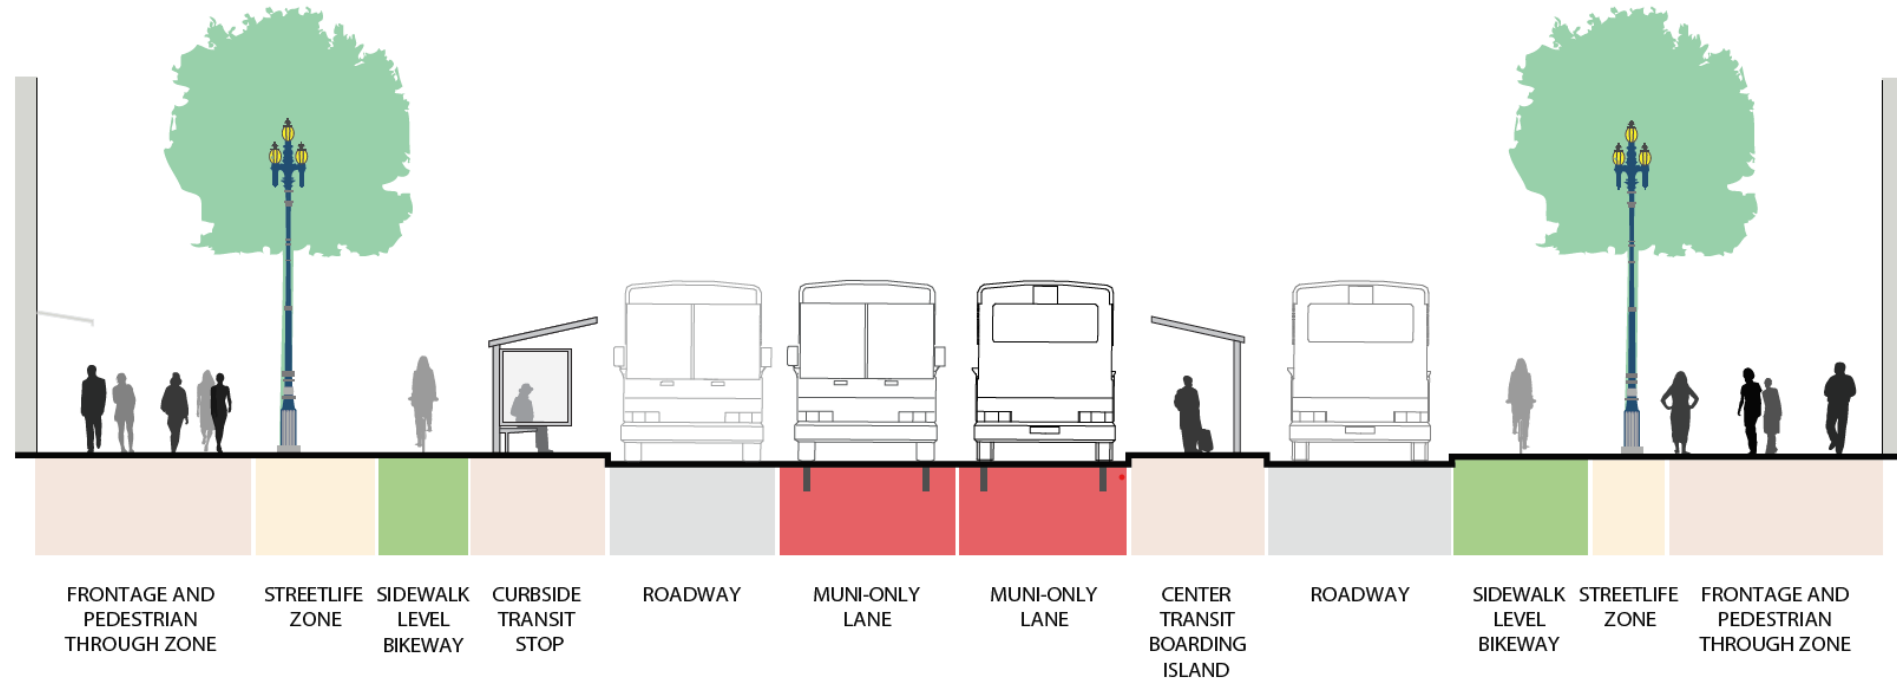 FRONTAGE AND
PEDESTRIAN
THROUGH ZONE
STREETLIFE
ZONE
SIDEWALK
LEVEL
BIKEWAY
CURBSIDE
TRANSIT
STOP
ROADWAY
MUNI-ONLY
LANE
MUNI-ONLY
LANE
CENTER
TRANSIT
BOARDING
ISLAND
ROADWAY
SIDEWALK
LEVEL
BIKEWAY
STREETLIFE
ZONE
FRONTAGE AND
PEDESTRIAN
THROUGH ZONE